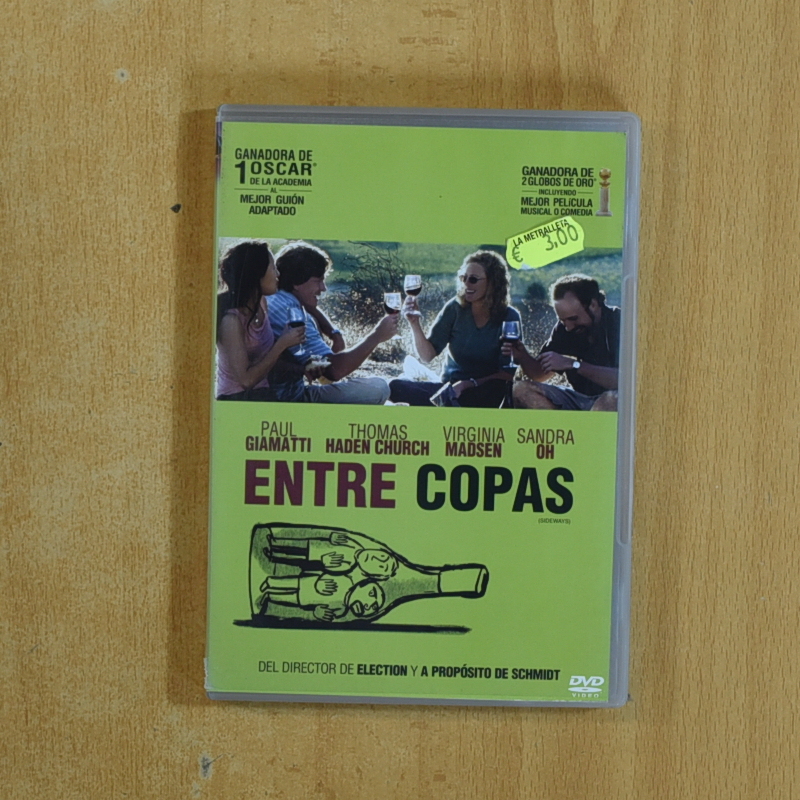 GANADORA DE
1 OSCAR®
DE LA ACADEMIA
AL
MEJOR GUIÓN
ADAPTADO
GANADORA DE
2 GLOBOS DE ORO®
INCLUYENDO
MEJOR PELÍCULA
MUSICAL O COMEDIA
LA METRALLETA
€ 3,00
PAUL GIAMATTI
THOMAS HADEN CHURCH
VIRGINIA MADSEN
SANDRA OH
ENTRE COPAS
(SIDEWAYS)
DEL DIRECTOR DE ELECTION Y A PROPÓSITO DE SCHMIDT
DVD
VIDEO